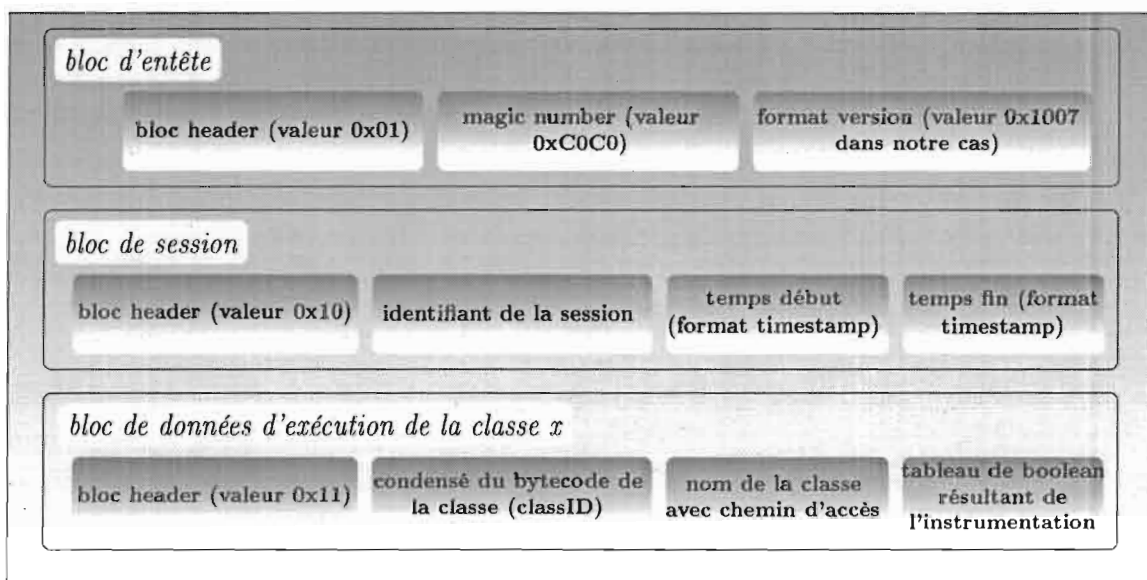 bloc d'entête
bloc header (valeur 0x01)
magic number (valeur
0xC0C0)
format version (valeur 0x1007
dans notre cas)
bloc de session
bloc header (valeur 0x10)
identifiant de la session
temps début
(format timestamp)
temps fin (format
timestamp)
bloc de données d'exécution de la classe x
bloc header (valeur 0x11)
condensé du bytecode de
la classe (classID)
nom de la classe
avec chemin d'accès
tableau de boolean
résultant de
l'instrumentation